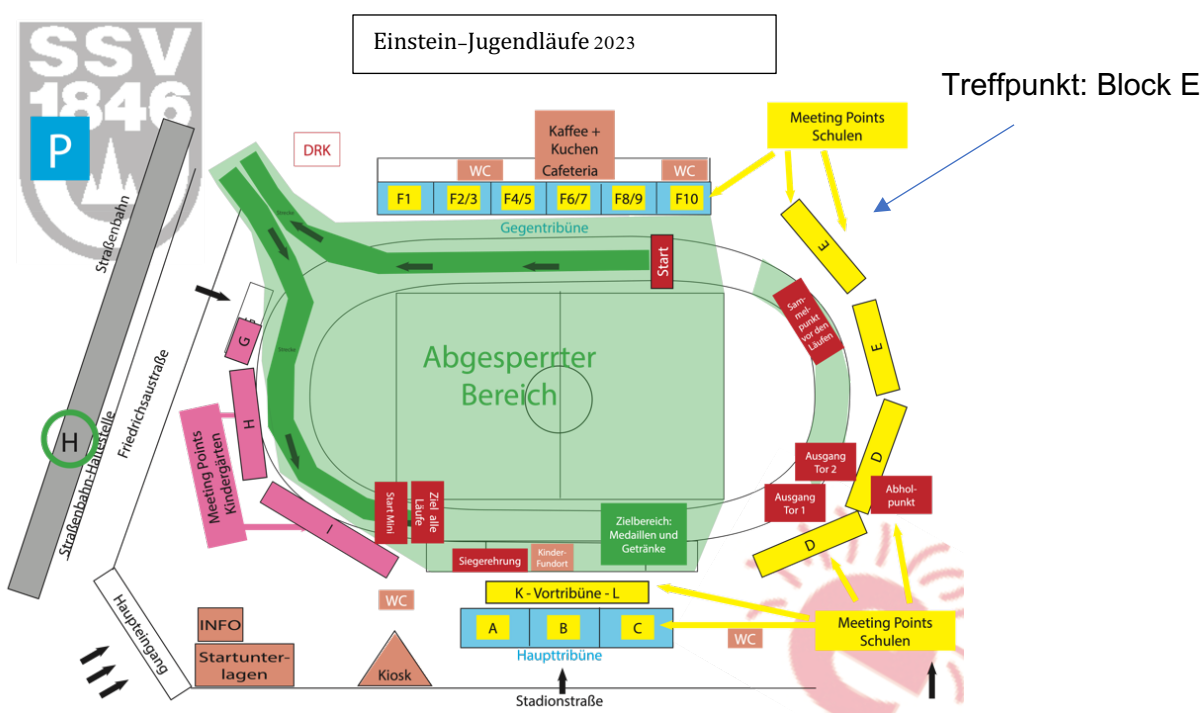 SSV
1846
P
Einstein–Jugendläufe 2023
Treffpunkt: Block E
DRK
Kaffee +
Kuchen
Cafeteria
WC
WC
Meeting Points
Schulen
F1
F2/3
F4/5
F6/7
F8/9
F10
Gegentribüne
Straßenbahn
Friedrichsaustraße
Straßenbahn-Haltestelle
H
Strecke
Start
E
E
Sam-
mel-
punkt
vor den
Läufen
Abgesperrter
Bereich
G
H
I
Meeting Points
Kindergärten
Strecke
D
D
Ausgang
Tor 2
Ausgang
Tor 1
Abhol-
punkt
Start Mini
Ziel alle
Läufe
Zielbereich:
Medaillen und
Getränke
Siegerehrung
Kinder-
Fundort
K - Vortribüne - L
WC
A
B
C
Haupttribüne
WC
Meeting Points
Schulen
Haupteingang
INFO
Startunter-
lagen
Kiosk
Stadionstraße